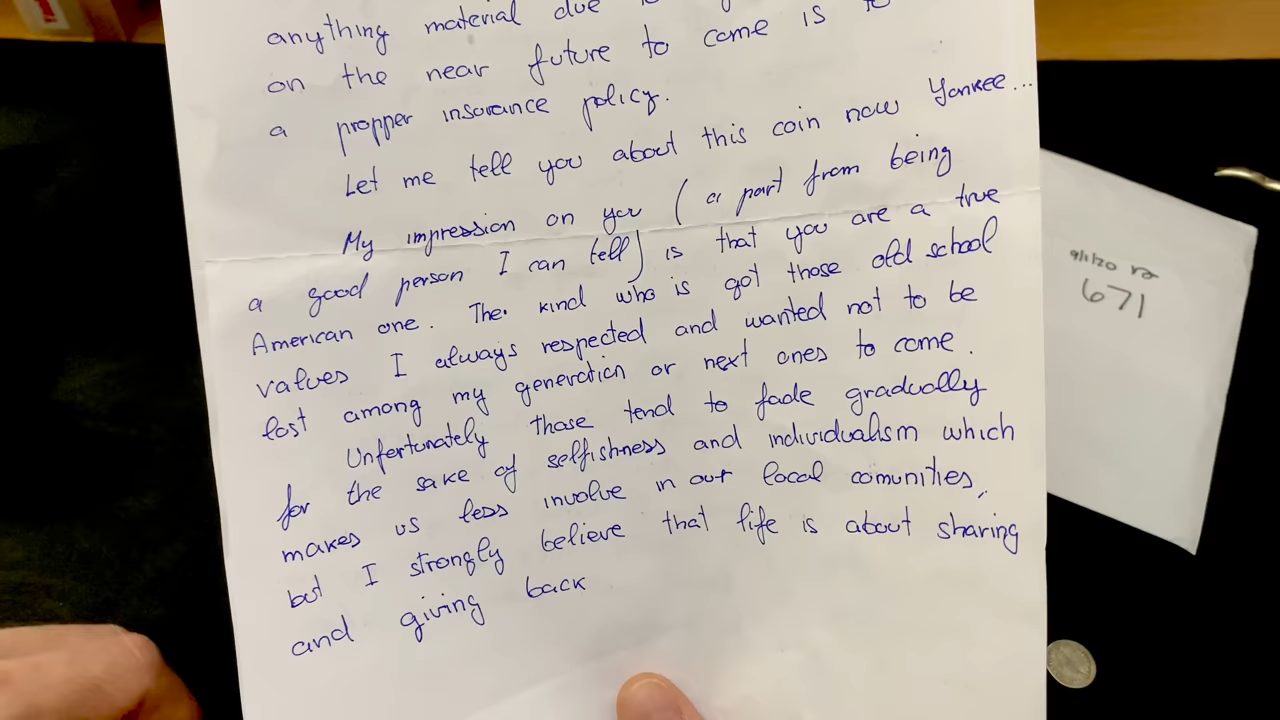 anything material due
on the near future to come is to
a propper insurance policy.
Let me tell you about this coin now Yankee...
My impression on you (a part from being
a good person I can tell) is that you are a true
American one. The kind who is got those old school
values I always respected and wanted not to be
lost among my generation or next ones to come.
Unfortunately those tend to fade gradually
for the sake of selfishness and individualism which
makes us less involve in our local comunities,
but I strongly believe that life is about sharing
and giving back
9/1/20
671